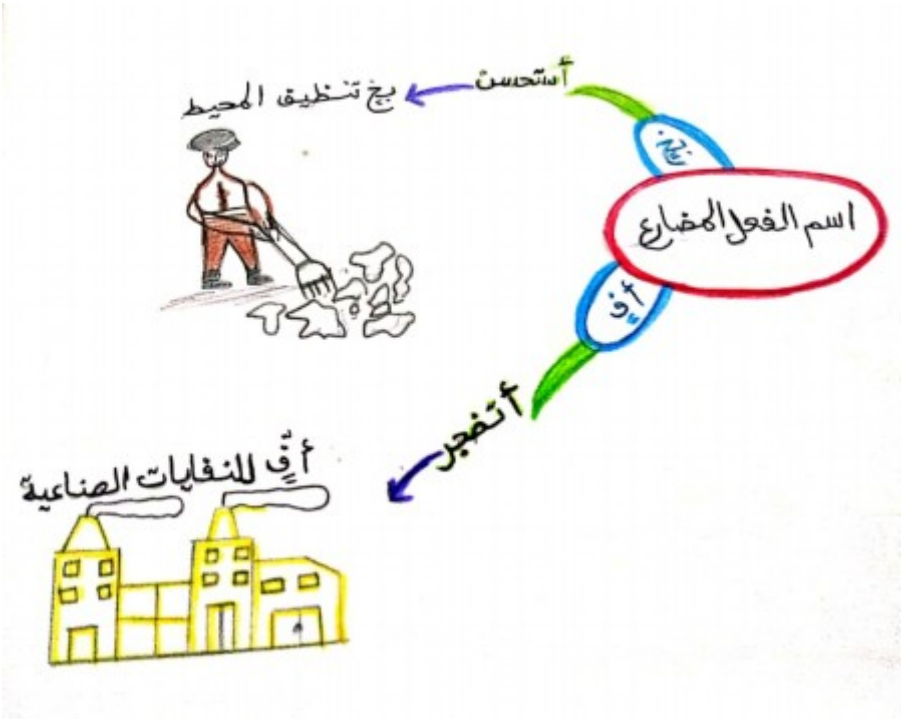 اسم الفعل المضارع
بخ
أستحسن
بخ تنظيف المحيط
أفٍ
أتضجر
أفٍّ للنفايات الصناعية